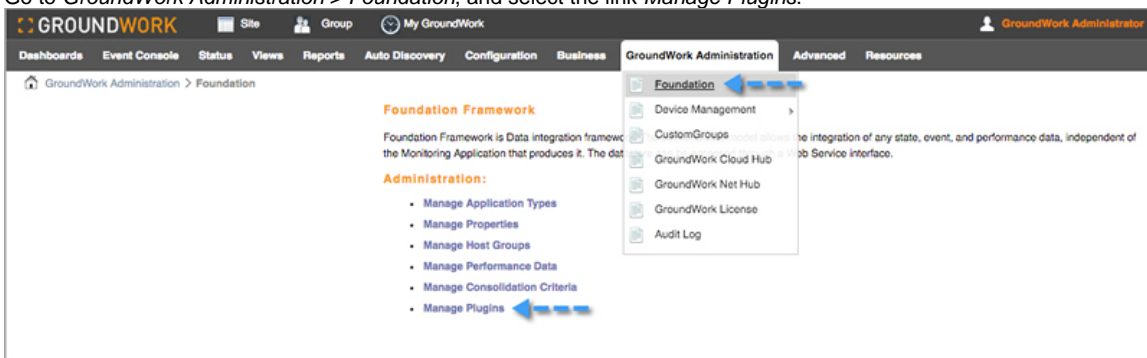 Go to GroundWork Administration > Foundation, and select the link Manage Plugins.
GROUNDWORK Site Group My GroundWork GroundWork Administrator
Dashboards Event Console Status Views Reports Auto Discovery Configuration Business GroundWork Administration Advanced Resources
GroundWork Administration > Foundation
Foundation
Device Management
CustomGroups
GroundWork Cloud Hub
GroundWork Net Hub
GroundWork License
Audit Log
Foundation Framework
Foundation Framework is Data integration the integration of any state, event, and performance data, independent of
the Monitoring Application that produces it. The Web Service interface.
Administration:
• Manage Application Types
• Manage Properties
• Manage Host Groups
• Manage Performance Data
• Manage Consolidation Criteria
• Manage Plugins